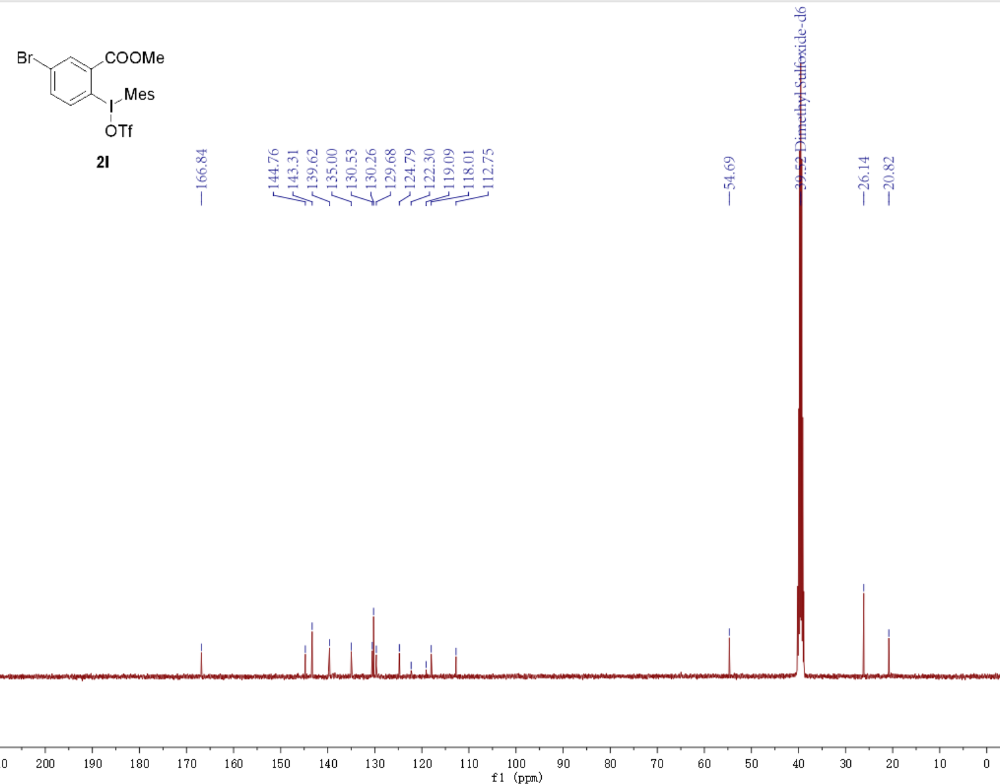 Br
COOMe
Mes
I
OTf
2l
166.84
144.76
143.31
139.62
135.00
130.53
130.26
129.68
124.79
122.30
119.09
118.01
112.75
54.69
39.52 Dimethyl Sulfoxide-d6
26.14
20.82
0 200 190 180 170 160 150 140 130 120 110 100 90 80 70 60 50 40 30 20 10 0
f1 (ppm)